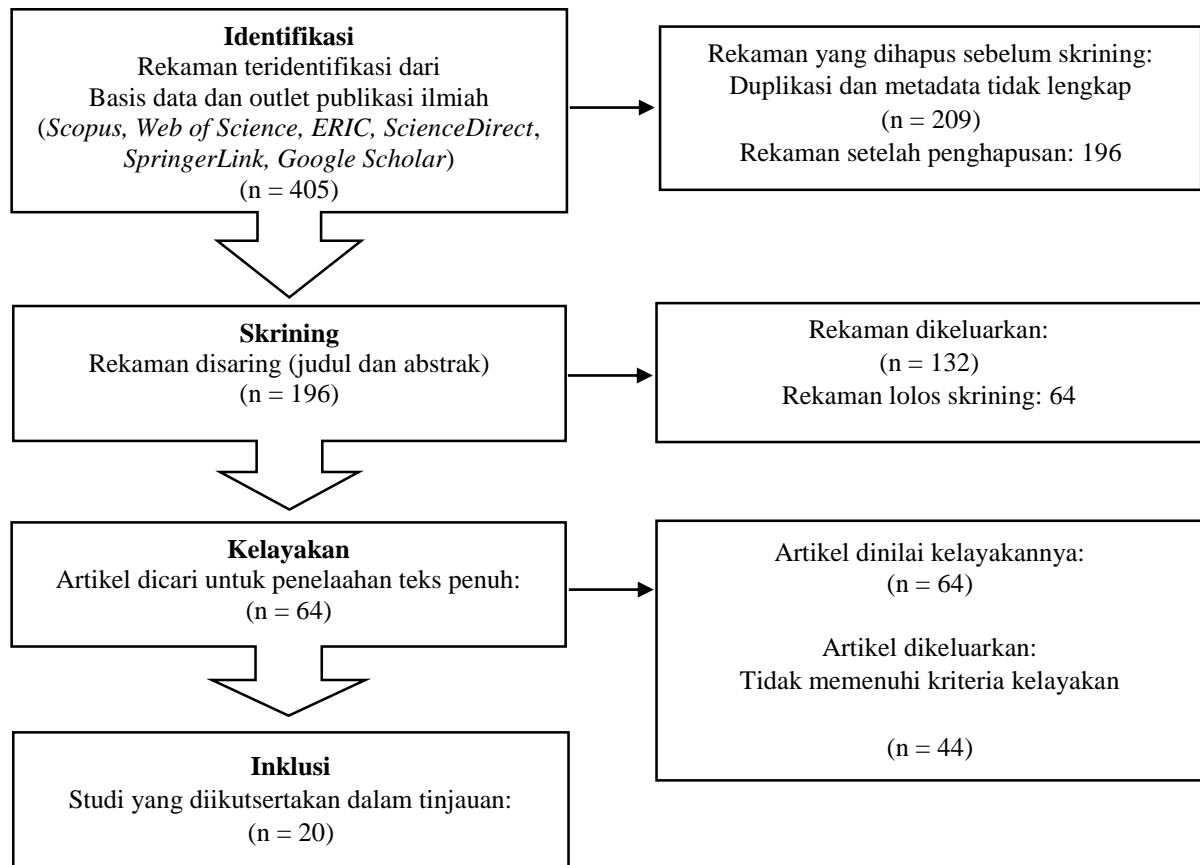 Identifikasi
Rekaman teridentifikasi dari
Basis data dan outlet publikasi ilmiah
(Scopus, Web of Science, ERIC, ScienceDirect,
SpringerLink, Google Scholar)
(n = 405)
Rekaman yang dihapus sebelum skrining:
Duplikasi dan metadata tidak lengkap
(n = 209)
Rekaman setelah penghapusan: 196
Skrining
Rekaman disaring (judul dan abstrak)
(n = 196)
Rekaman dikeluarkan:
(n = 132)
Rekaman lolos skrining: 64
Kelayakan
Artikel dicari untuk penelaahan teks penuh:
(n = 64)
Artikel dinilai kelayakannya:
(n = 64)
Artikel dikeluarkan:
Tidak memenuhi kriteria kelayakan
(n = 44)
Inklusi
Studi yang diikutsertakan dalam tinjauan:
(n = 20)